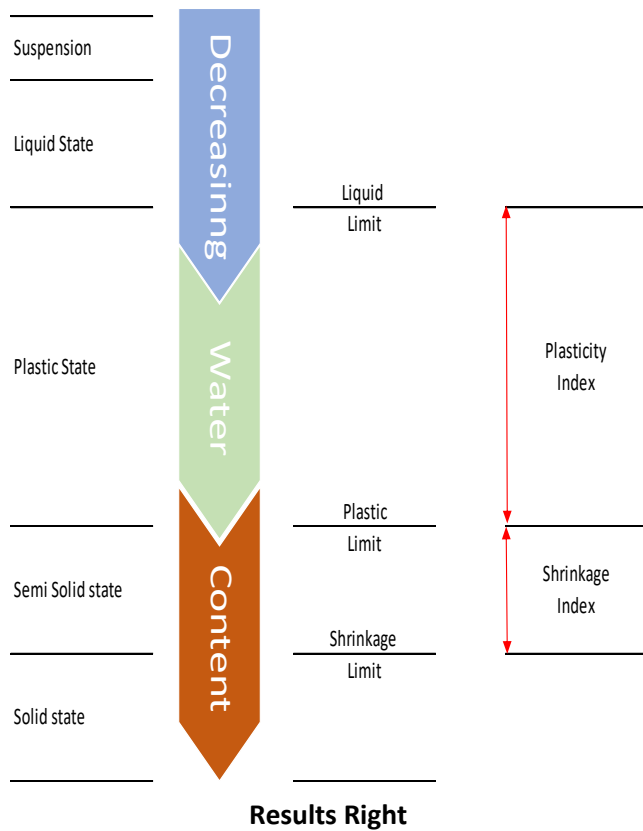 Suspension
Liquid State
Plastic State
Semi Solid state
Solid state
Decreasinng
Water
Content
Liquid
Limit
Plastic
Limit
Shrinkage
Limit
Plasticity
Index
Shrinkage
Index
Results Right